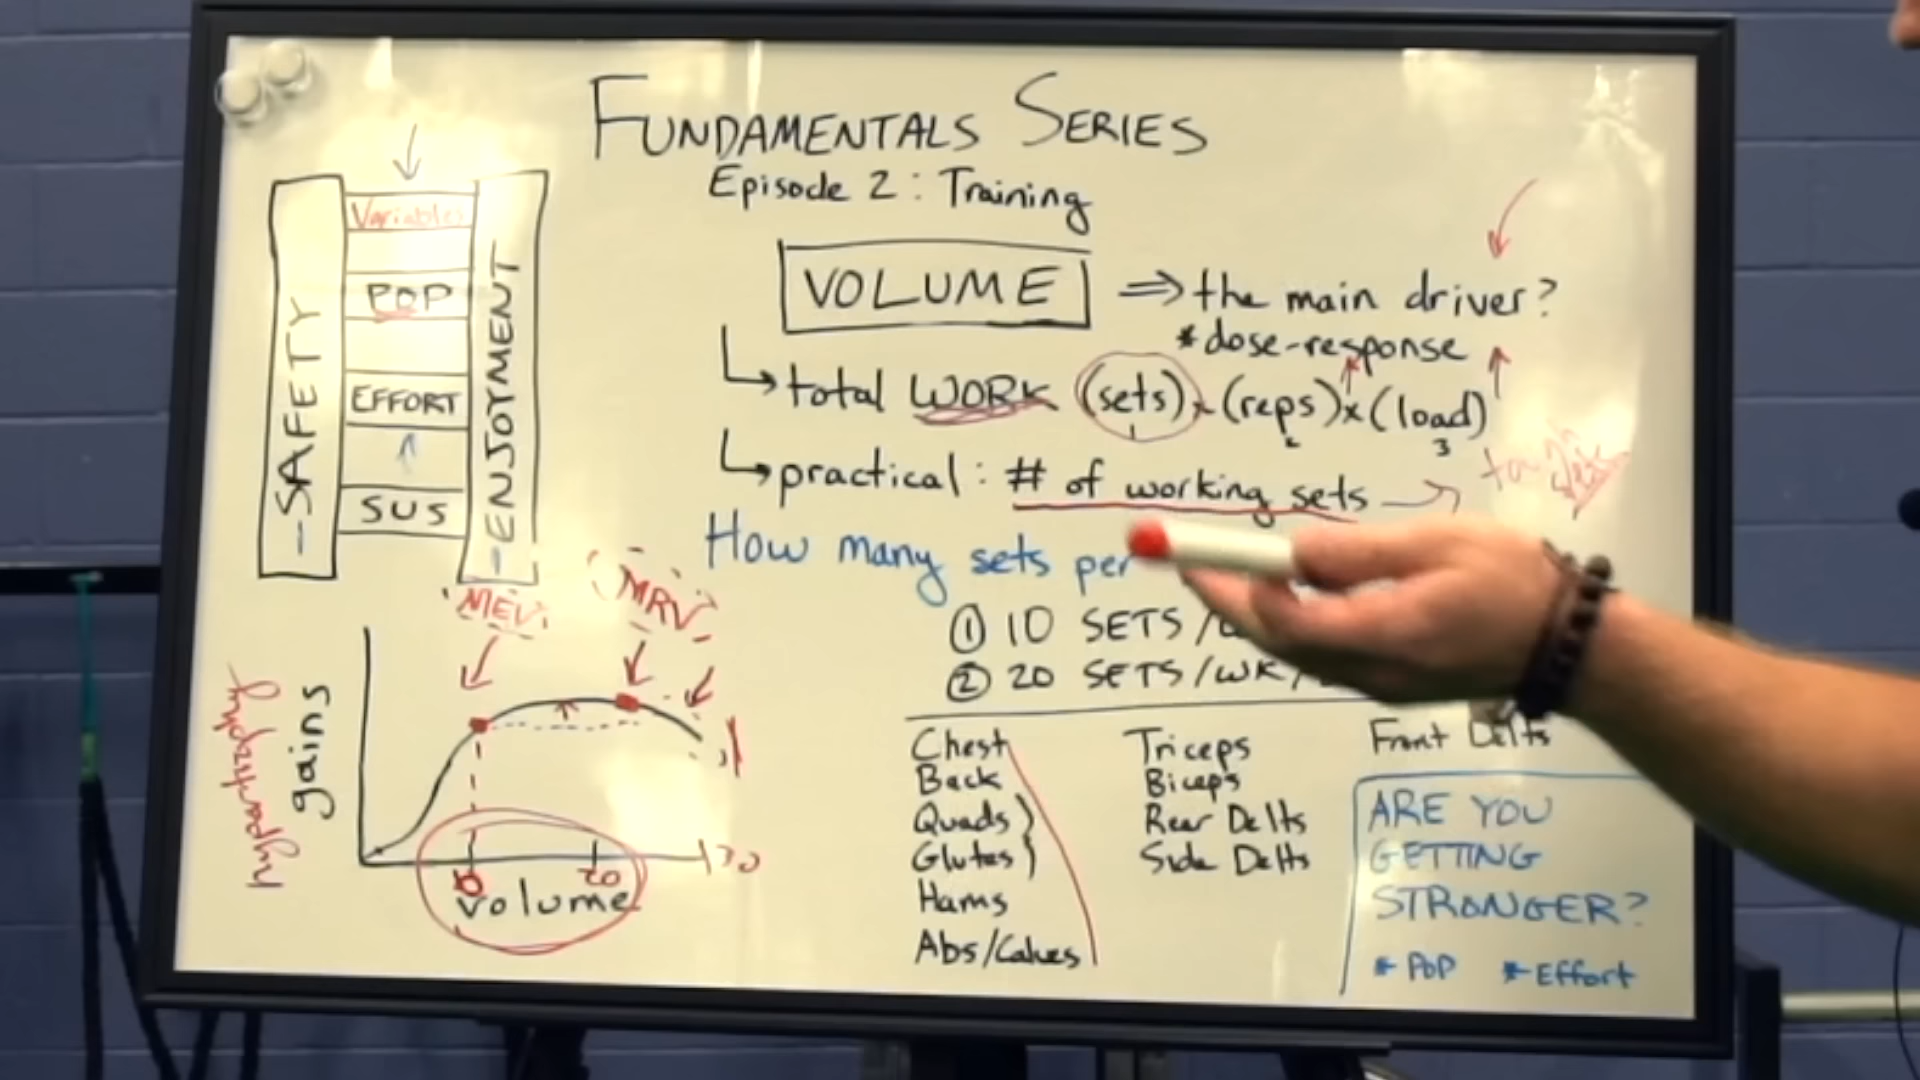 FUNDAMENTALS SERIES
Episode 2: Training
SAFETY
Variables
POP
EFFORT
SUS
ENJOYMENT
VOLUME ⇒ the main driver?
* dose-response
total WORK (sets) x (reps) x (load)
1 2 3
practical: # of working sets
How many sets per
① 10 SETS /
② 20 SETS/WK/
MEV
MRV
hypertrophy
gains
20
volume
Chest
Back
Quads
Glutes
Hams
Abs/Calves
Triceps
Biceps
Rear Delts
Side Delts
Front Delts
ARE YOU
GETTING
STRONGER?
* POP * Effort